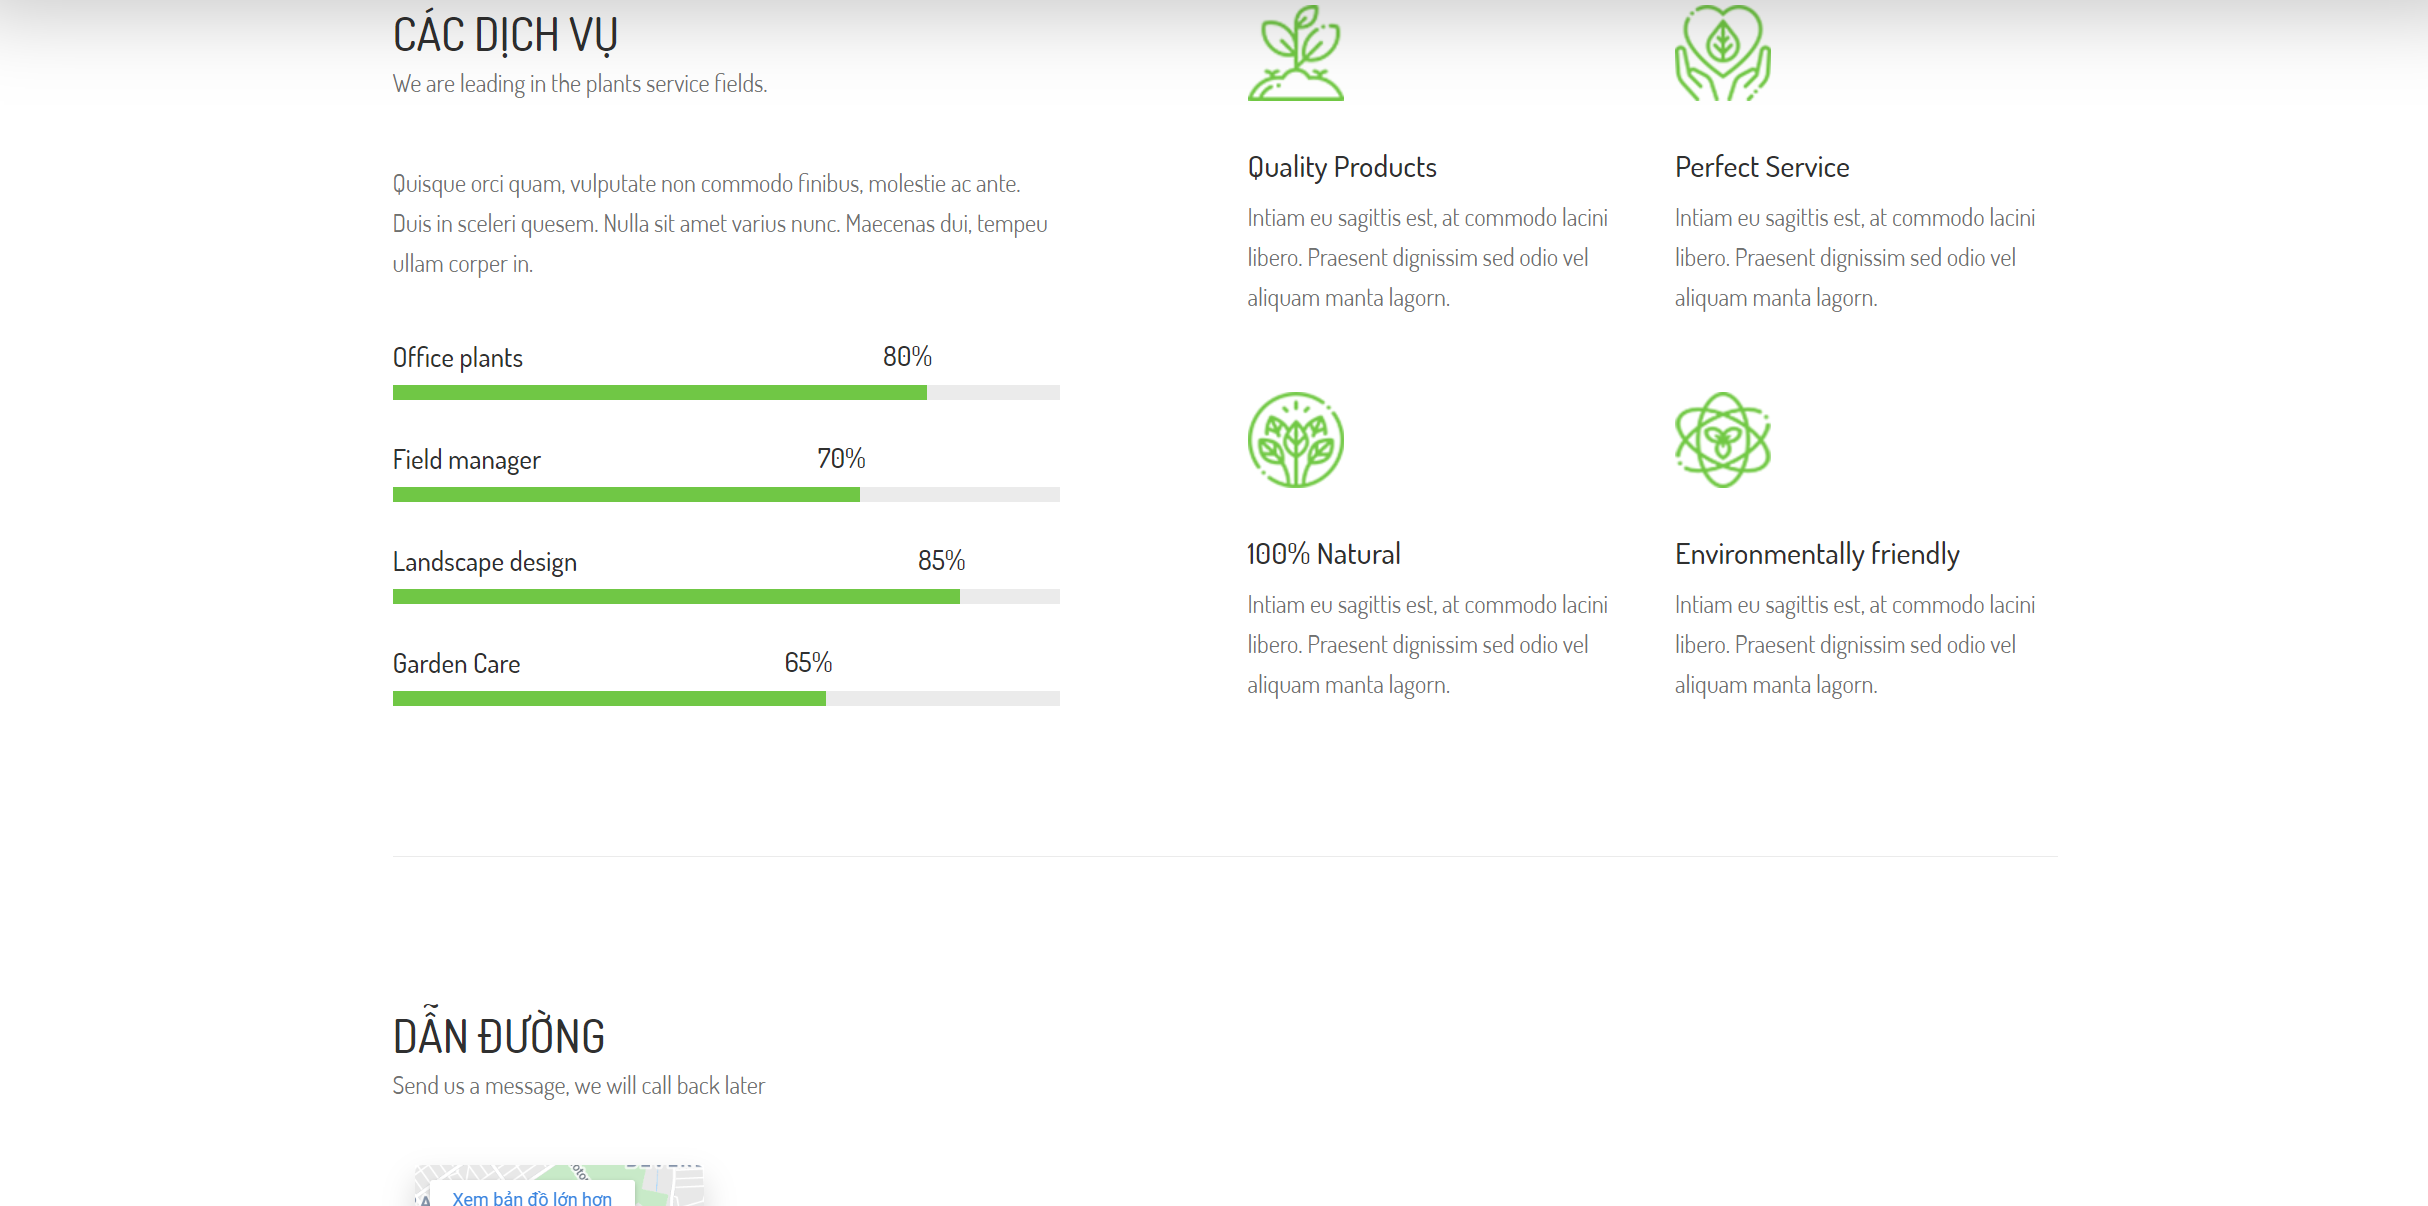 CÁC DỊCH VỤ
We are leading in the plants service fields.
Quisque orci quam, vulputate non commodo finibus, molestie ac ante.
Duis in sceleri quesem. Nulla sit amet varius nunc. Maecenas dui, tempeu
ullam corper in.
Office plants
80%
Field manager
70%
Landscape design
85%
Garden Care
65%
Quality Products
Intiam eu sagittis est, at commodo lacini
libero. Praesent dignissim sed odio vel
aliquam manta lagorn.
Perfect Service
Intiam eu sagittis est, at commodo lacini
libero. Praesent dignissim sed odio vel
aliquam manta lagorn.
100% Natural
Intiam eu sagittis est, at commodo lacini
libero. Praesent dignissim sed odio vel
aliquam manta lagorn.
Environmentally friendly
Intiam eu sagittis est, at commodo lacini
libero. Praesent dignissim sed odio vel
aliquam manta lagorn.
DẪN ĐƯỜNG
Send us a message, we will call back later
Xem bản đồ lớn hơn